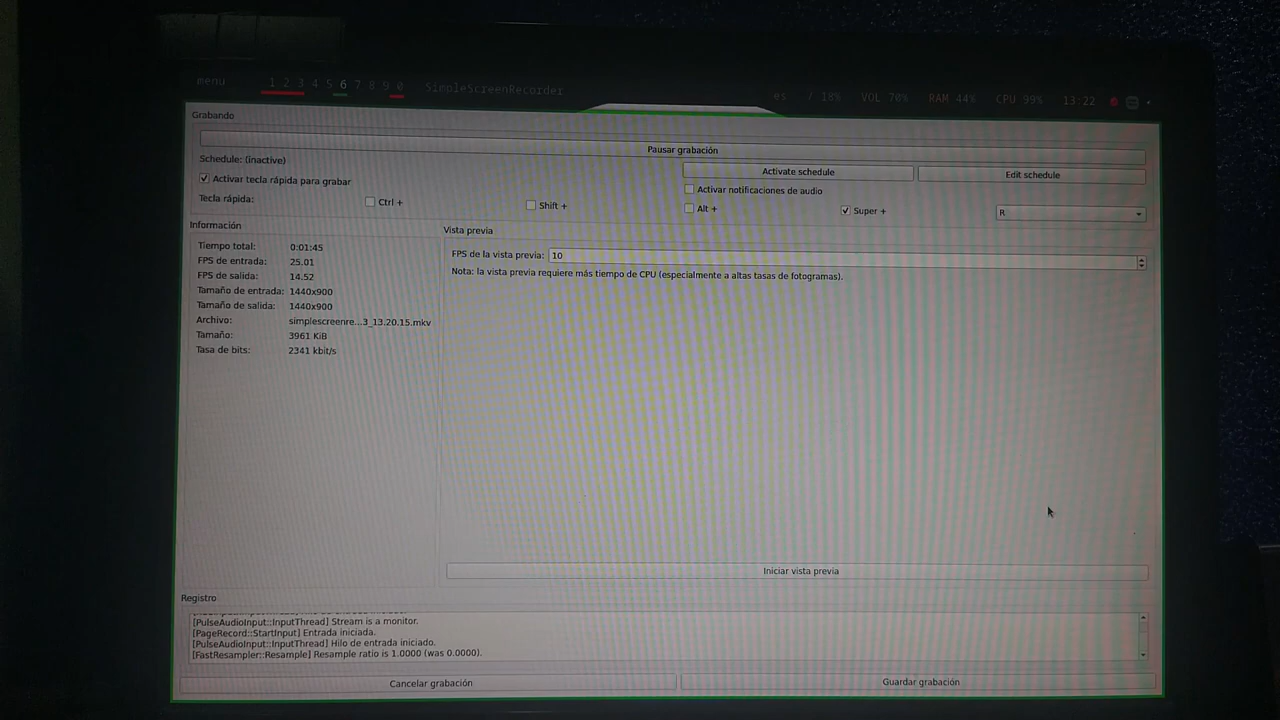 menu 1 2 3 4 5 6 7 8 9 0 SimpleScreenRecorder es / 18% VOL 70% RAM 44% CPU 99% 13:22
Grabando
Pausar grabación
Schedule: (inactive) Activate schedule Edit schedule
Activar tecla rápida para grabar Activar notificaciones de audio
Tecla rápida: Ctrl + Shift + Alt + Super + R
Información
Tiempo total: 0:01:45
FPS de entrada: 25.01
FPS de salida: 14.52
Tamaño de entrada: 1440x900
Tamaño de salida: 1440x900
Archivo: simplescreenre...3_13.20.15.mkv
Tamaño: 3961 KiB
Tasa de bits: 2341 kbit/s
Vista previa
FPS de la vista previa: 10
Nota: la vista previa requiere más tiempo de CPU (especialmente a altas tasas de fotogramas).
Iniciar vista previa
Registro
[PulseAudioInput::InputThread] Stream is a monitor.
[PageRecord::StartInput] Entrada iniciada.
[PulseAudioInput::InputThread] Hilo de entrada iniciado.
[FastResampler::Resample] Resample ratio is 1.0000 (was 0.0000).
Cancelar grabación Guardar grabación